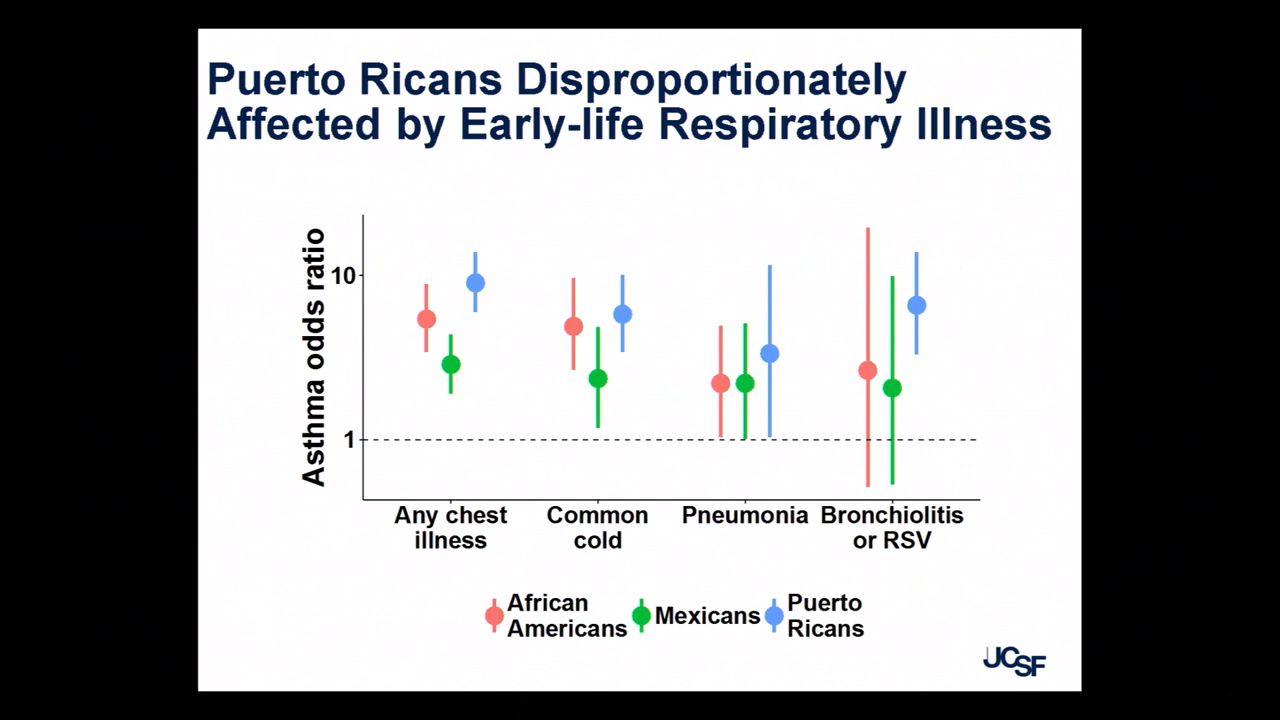 Puerto Ricans Disproportionately
Affected by Early-life Respiratory Illness
Asthma odds ratio
10
1
Any chest
illness
Common
cold
Pneumonia
Bronchiolitis
or RSV
African
Americans
Mexicans
Puerto
Ricans
UCSF